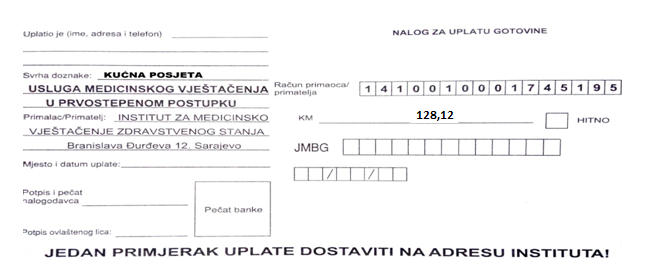 Uplatio je (ime, adresa i telefon)
NALOG ZA UPLATU GOTOVINE
Svrha doznake: KUĆNA POSJETA
USLUGA MEDICINSKOG VJEŠTAČENJA
U PRVOSTEPENOM POSTUPKU
Primalac/Primatelj: INSTITUT ZA MEDICINSKO
VJEŠTAČENJE ZDRAVSTVENOG STANJA
Branislava Đurđeva 12, Sarajevo
Mjesto i datum uplate:
Potpis i pečat
nalogodavca
Pečat banke
Potpis ovlaštenog lica:
Račun primaoca/
primatelja
1 4 1 0 0 1 0 0 0 1 7 4 5 1 9 5
KM 128,12
HITNO
JMBG
/ /
JEDAN PRIMJERAK UPLATE DOSTAVITI NA ADRESU INSTITUTA!